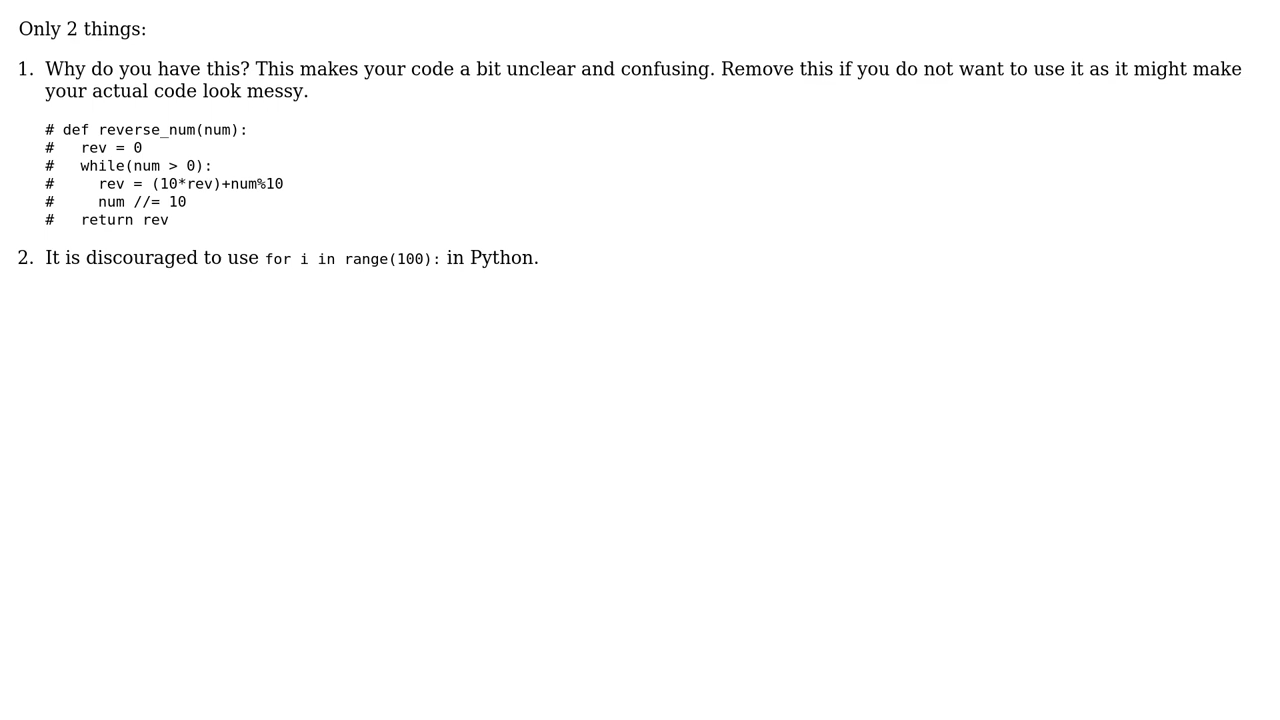 Only 2 things:
1. Why do you have this? This makes your code a bit unclear and confusing. Remove this if you do not want to use it as it might make
your actual code look messy.
# def reverse_num(num):
#   rev = 0
#   while(num > 0):
#     rev = (10*rev)+num%10
#     num //= 10
#   return rev
2. It is discouraged to use for i in range(100): in Python.